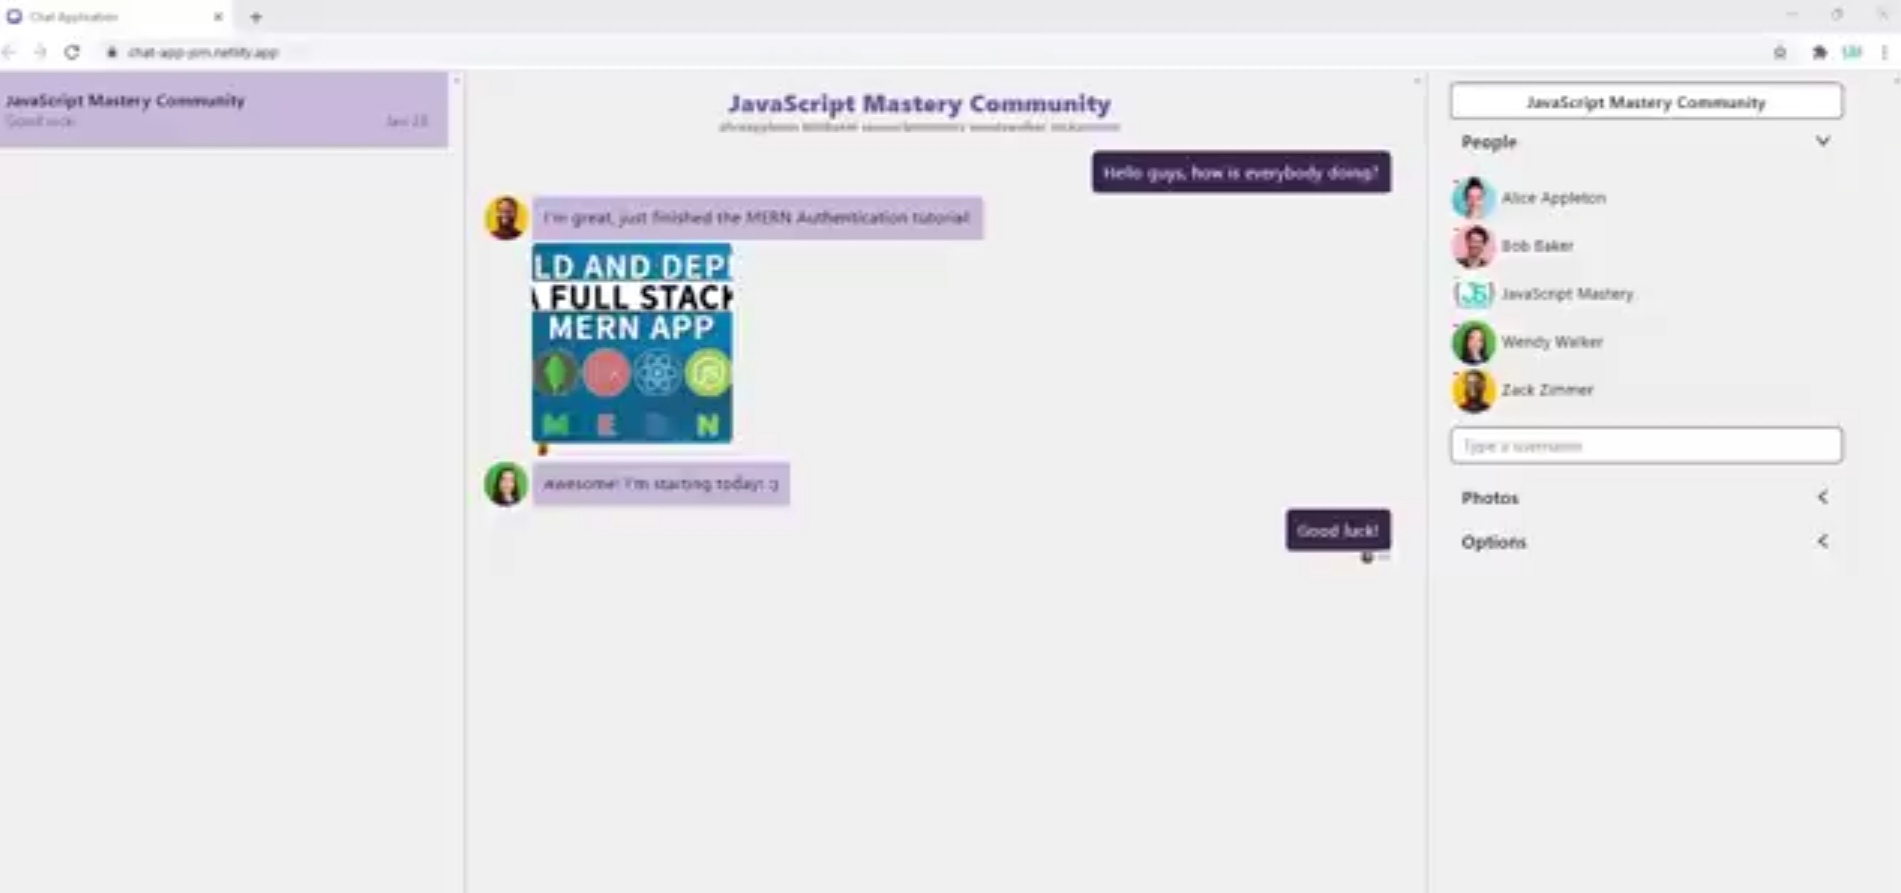 Chat Application
chat-app-jsm.netlify.app
JavaScript Mastery Community
Good luck!
Jan 28
JavaScript Mastery Community
Hello guys, how is everybody doing?
I'm great, just finished the MERN Authentication tutorial!
LD AND DEP
A FULL STACK
MERN APP
M E R N
Awesome! I'm starting today! :)
Good luck!
JavaScript Mastery Community
People
Alice Appleton
Bob Baker
{JS} JavaScript Mastery
Wendy Walker
Zack Zimmer
Type a username
Photos
Options